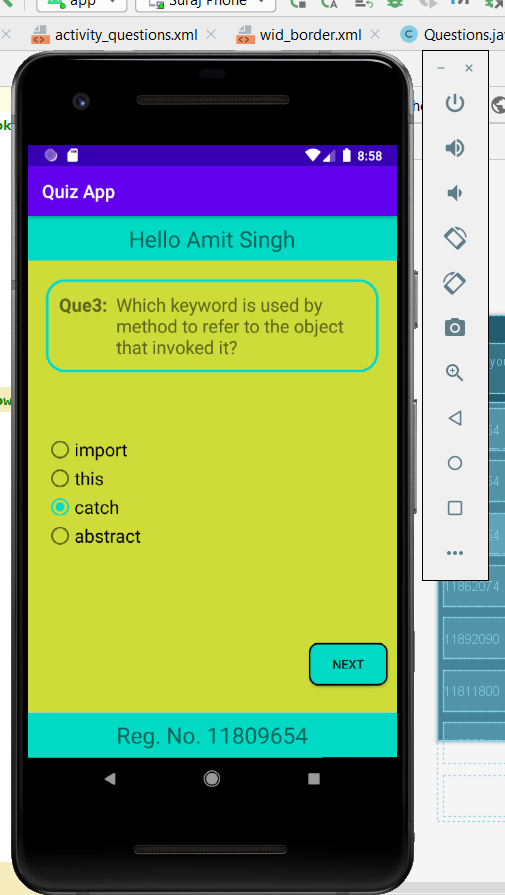 app
Suraj Phone
activity_questions.xml
wid_border.xml
C
Questions.jav
8:58
Quiz App
Hello Amit Singh
Que3: Which keyword is used by
method to refer to the object
that invoked it?
import
this
catch
abstract
NEXT
Reg. No. 11809654
11862074
11892090
11811800